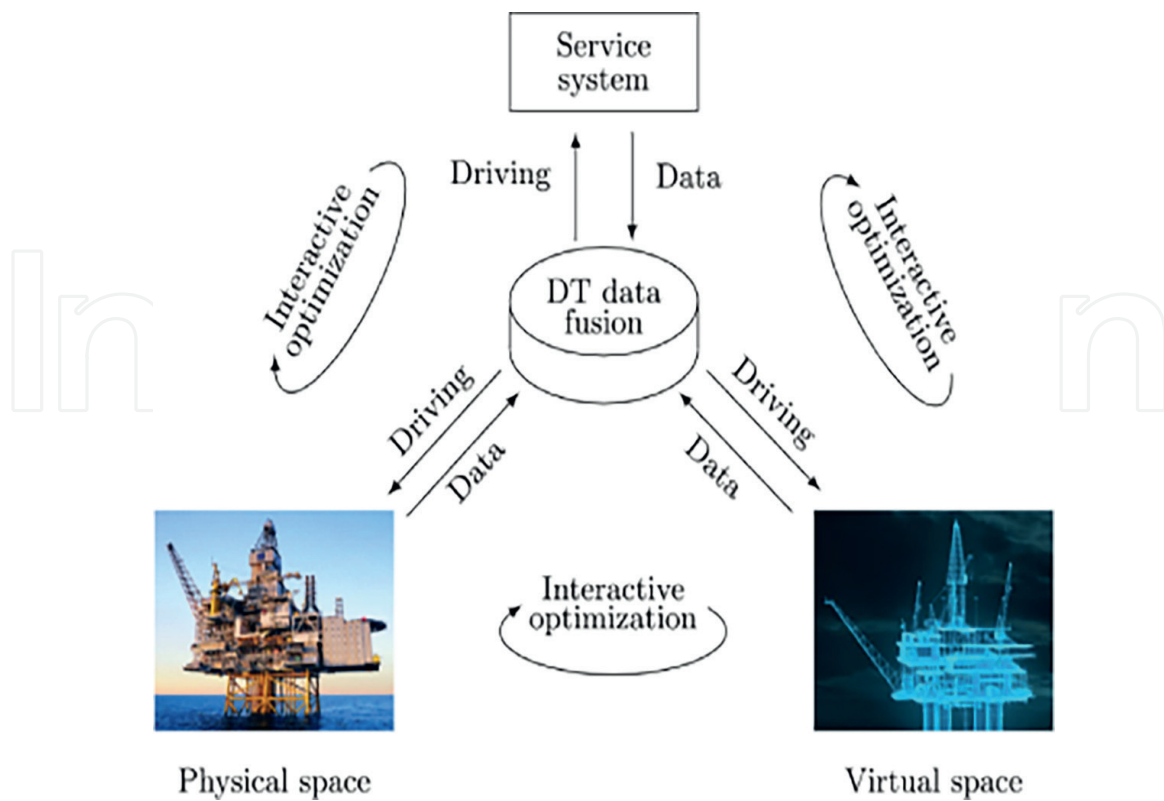 Service
system
Driving
Data
Interactive
optimization
Interactive
optimization
DT data
fusion
Driving
Data
Driving
Data
Interactive
optimization
Physical space
Virtual space
In
n